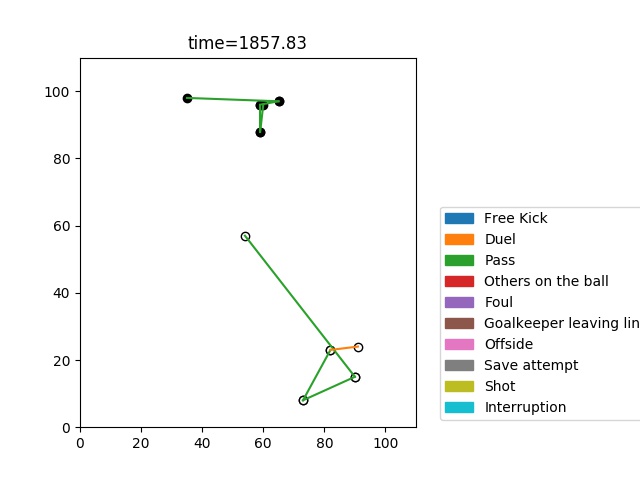 time=1857.83
100
80
60
40
20
0
0 20 40 60 80 100
Free Kick
Duel
Pass
Others on the ball
Foul
Goalkeeper leaving lin
Offside
Save attempt
Shot
Interruption